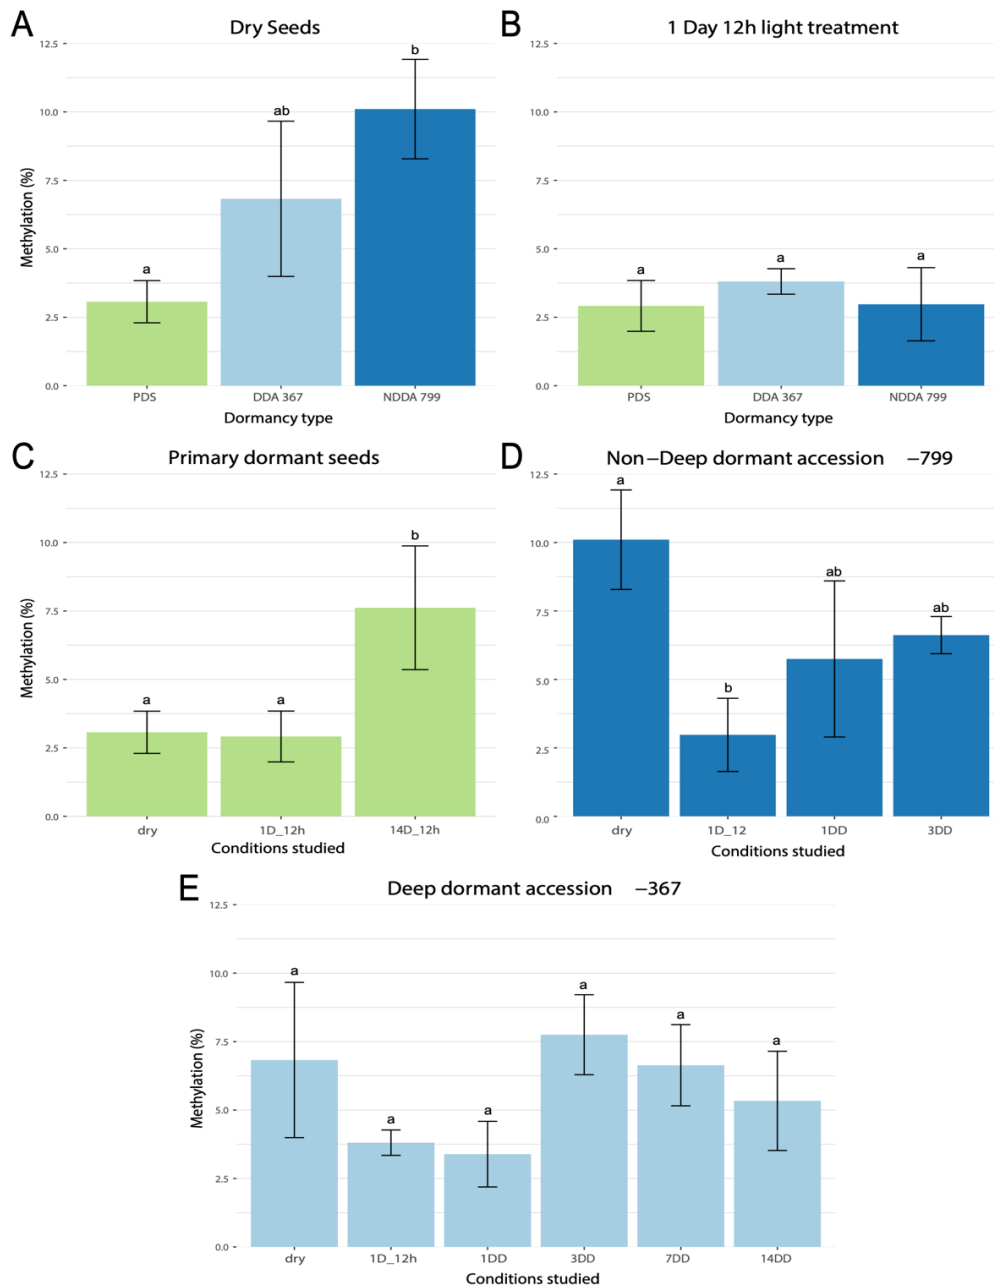 A
Dry Seeds
12.5
10.0
7.5
5.0
2.5
0.0
Methylation (%)
a
ab
b
PDS
DDA 367
NDDA 799
Dormancy type
B
1 Day 12h light treatment
12.5
10.0
7.5
5.0
2.5
0.0
a
a
a
PDS
DDA 367
NDDA 799
Dormancy type
C
Primary dormant seeds
12.5
10.0
7.5
5.0
2.5
0.0
Methylation (%)
a
a
b
dry
1D_12h
14D_12h
Conditions studied
D
Non−Deep dormant accession −799
12.5
10.0
7.5
5.0
2.5
0.0
a
b
ab
ab
dry
1D_12
1DD
3DD
Conditions studied
E
Deep dormant accession −367
12.5
10.0
7.5
5.0
2.5
0.0
Methylation (%)
a
a
a
a
a
a
dry
1D_12h
1DD
3DD
7DD
14DD
Conditions studied